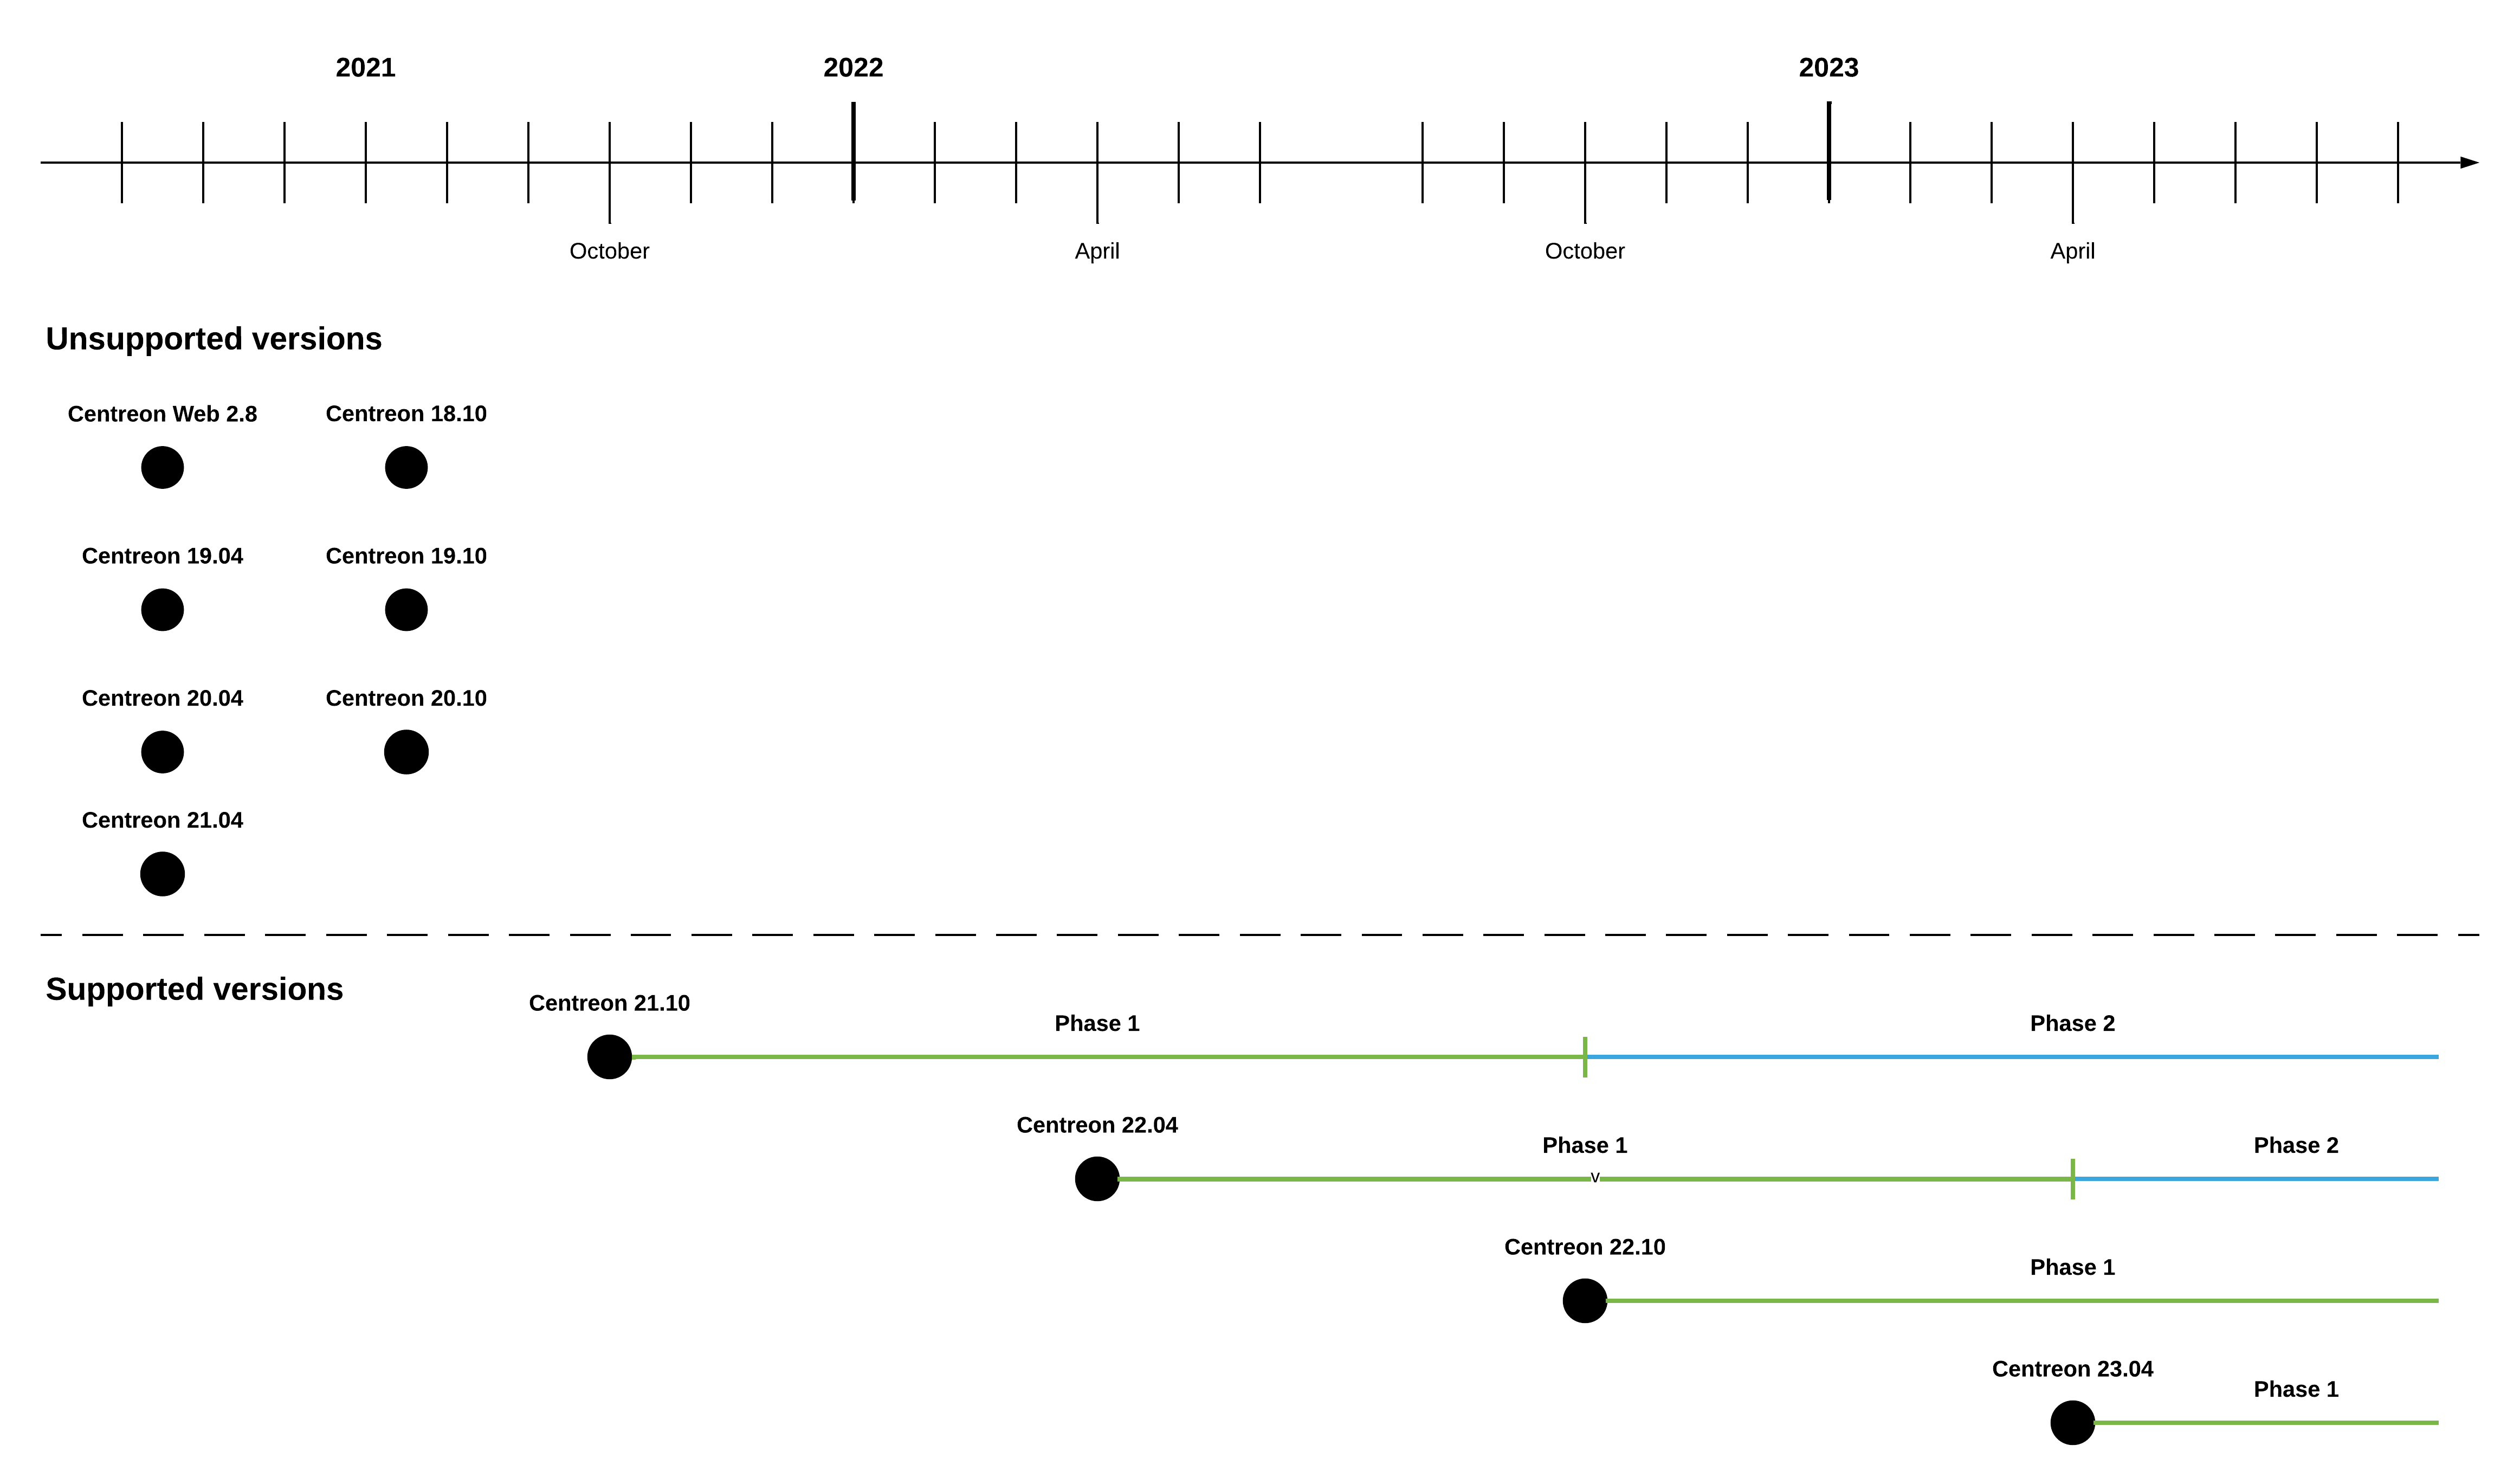 2021 2022 2023
October April October April
Unsupported versions
Centreon Web 2.8 Centreon 18.10
Centreon 19.04 Centreon 19.10
Centreon 20.04 Centreon 20.10
Centreon 21.04
Supported versions
Centreon 21.10
Phase 1 Phase 2
Centreon 22.04
Phase 1 Phase 2
v
Centreon 22.10
Phase 1
Centreon 23.04
Phase 1